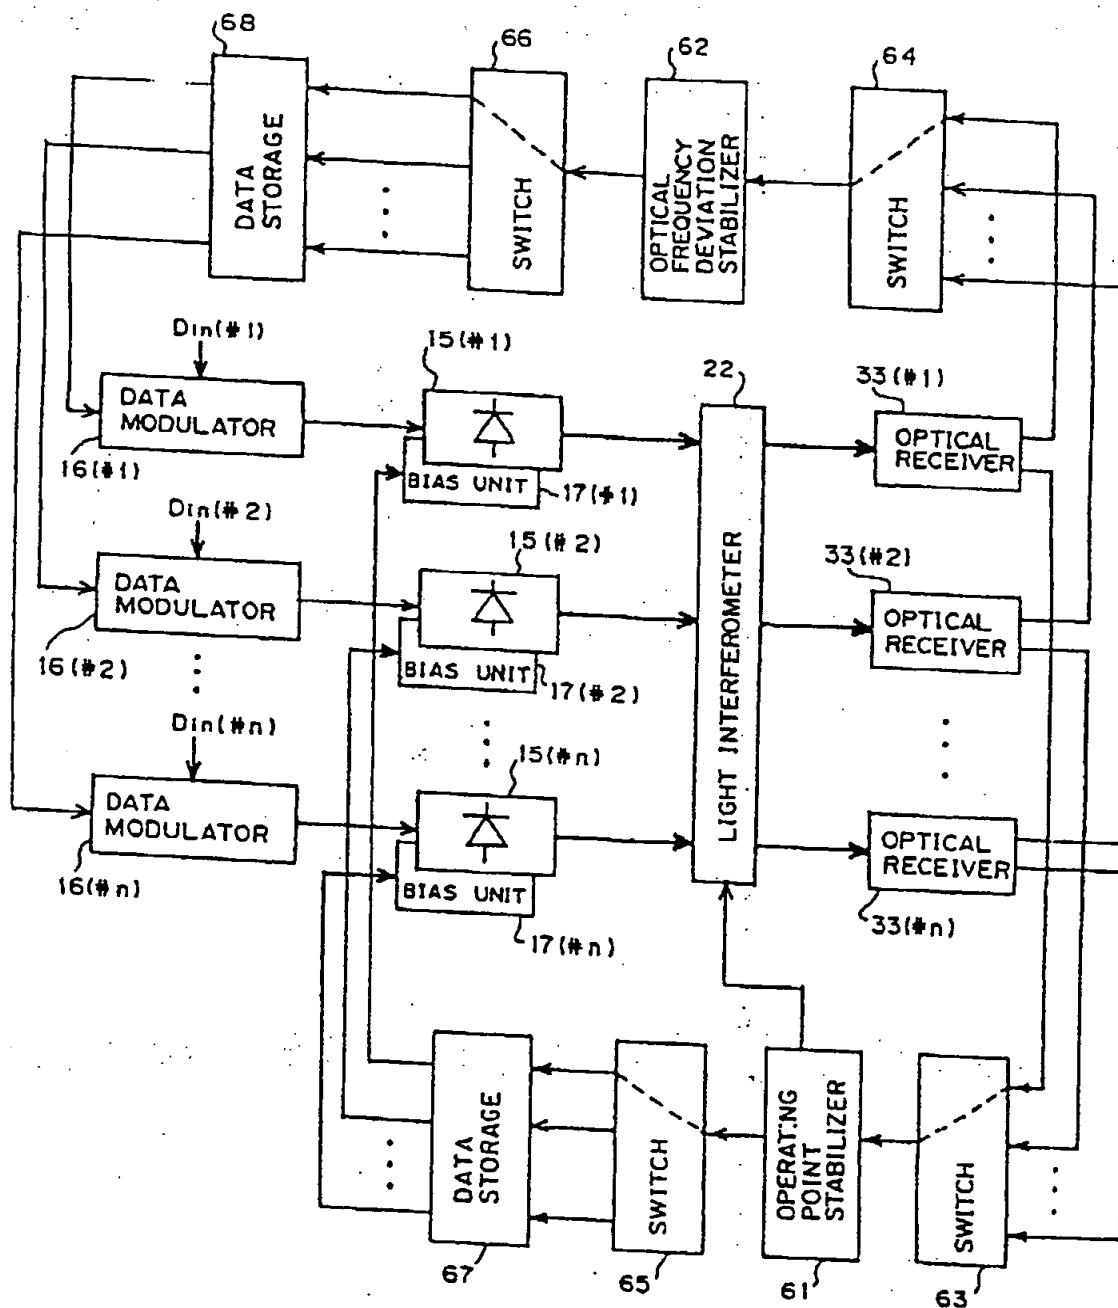 68
66
62
64
DATA
STORAGE
SWITCH
OPTICAL
FREQUENCY
DEVIATION
STABILIZER
SWITCH
Din(#1)
15(#1)
22
33(#1)
DATA
MODULATOR
OPTICAL
RECEIVER
16(#1)
BIAS UNIT
17(#1)
Din(#2)
15(#2)
33(#2)
DATA
MODULATOR
OPTICAL
RECEIVER
16(#2)
BIAS UNIT
17(#2)
LIGHT INTERFEROMETER
Din(#n)
15(#n)
DATA
MODULATOR
OPTICAL
RECEIVER
16(#n)
BIAS UNIT
17(#n)
33(#n)
DATA
STORAGE
SWITCH
OPERATING
POINT
STABILIZER
SWITCH
67
65
61
63